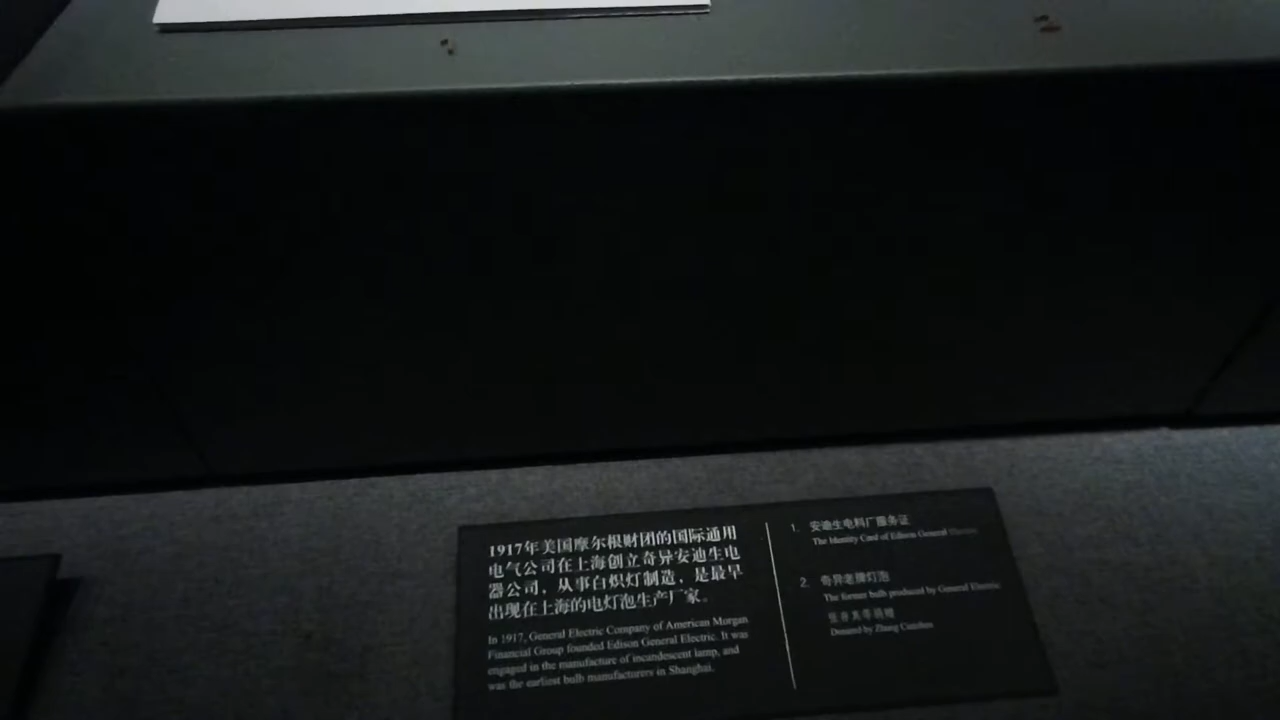 1917年美国摩尔根财团的国际通用
电气公司在上海创立奇异安迪生电
器公司，从事白炽灯制造，是最早
出现在上海的电灯泡生产厂家。
In 1917, General Electric Company of American Morgan
Financial Group founded Edison General Electric. It was
engaged in the manufacture of incandescent lamp, and
was the earliest bulb manufacturers in Shanghai.
1. 安迪生电料厂服务证
The Identity Card of Edison General Electric
2. 奇异老牌灯泡
The former bulb produced by General Electric
Donated by Zhang